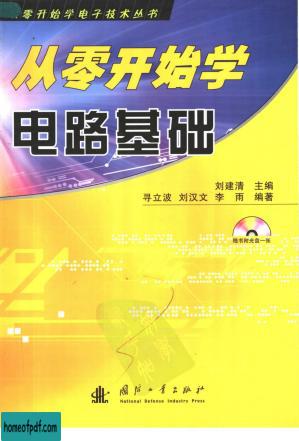 从零开始学电子技术丛书
从零开始学
电路基础
刘建清 主编
寻立波 刘汉文 李雨 编著
随书附光盘一张
国防工业出版社
National Defense Industry Press
homeofpdf.com